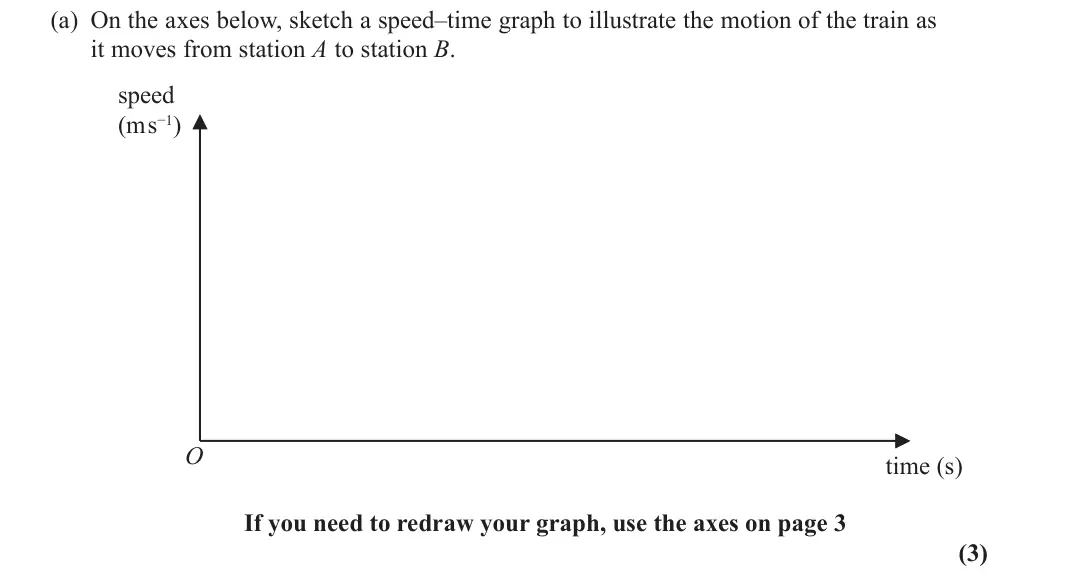 (a) On the axes below, sketch a speed–time graph to illustrate the motion of the train as
it moves from station A to station B.
speed
(m s⁻¹)
O
time (s)
If you need to redraw your graph, use the axes on page 3
(3)